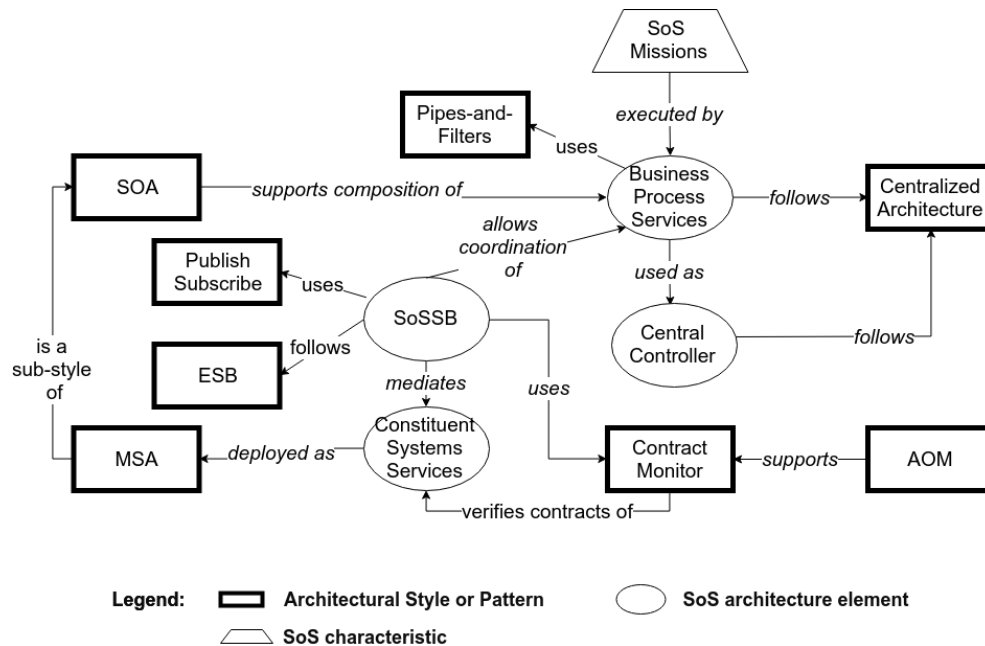 SoS
Missions
executed by
Pipes-and-
Filters
uses
SOA
supports composition of
Business
Process
Services
follows
Centralized
Architecture
allows
coordination
of
Publish
Subscribe
uses
used as
SoSSB
Central
Controller
follows
is a
sub-style
of
ESB
follows
mediates
uses
MSA
deployed as
Constituent
Systems
Services
Contract
Monitor
supports
AOM
verifies contracts of
Legend:
Architectural Style or Pattern
SoS architecture element
SoS characteristic